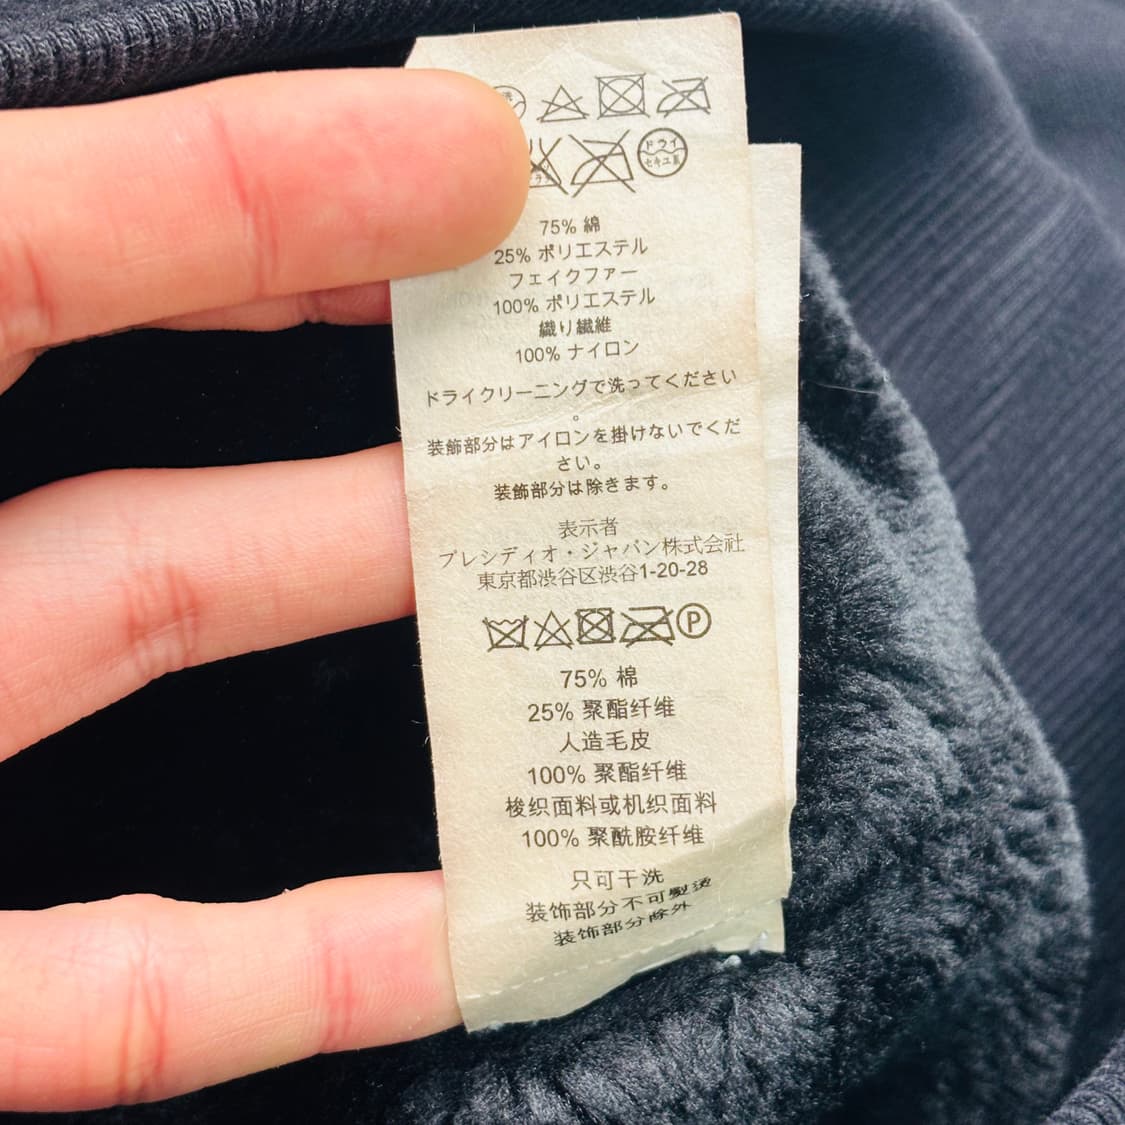 75% 綿
25% ポリエステル
フェイクファー
100% ポリエステル
織り繊維
100% ナイロン
ドライクリーニングで洗ってください
。
装飾部分はアイロンを掛けないでくだ
さい。
装飾部分は除きます。
表示者
プレシディオ・ジャパン株式会社
東京都渋谷区渋谷1-20-28
ドライ
セキユ系
P
75% 棉
25% 聚酯纤维
人造毛皮
100% 聚酯纤维
梭织面料或机织面料
100% 聚酰胺纤维
只可干洗
装饰部分不可熨烫
装饰部分除外